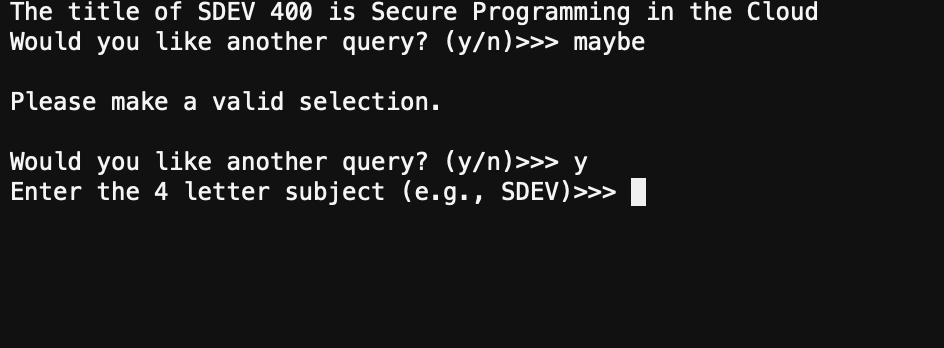 The title of SDEV 400 is Secure Programming in the Cloud
Would you like another query? (y/n)>>> maybe
Please make a valid selection.
Would you like another query? (y/n)>>> y
Enter the 4 letter subject (e.g., SDEV)>>>